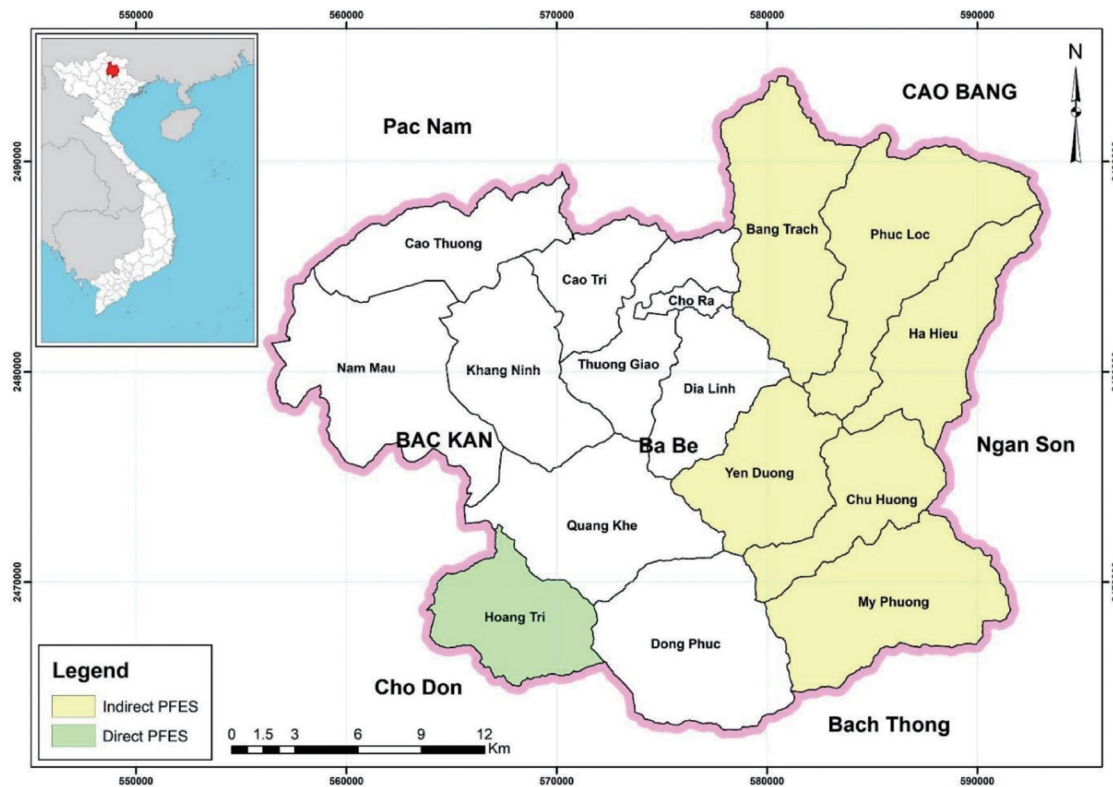 550000
560000
570000
580000
590000
N
CAO BANG
Pac Nam
2490000
Bang Trach
Phuc Loc
Cao Thuong
Cao Tri
Cho Ra
Ha Hieu
2480000
Nam Mau
Khang Ninh
Thuong Giao
Dia Linh
BAC KAN
Ba Be
Ngan Son
Yen Duong
Chu Huong
Quang Khe
2470000
Hoang Tri
My Phuong
Dong Phuc
Cho Don
Bach Thong
Legend
Indirect PFES
Direct PFES
0 1.5 3 6 9 12
Km
550000
560000
570000
580000
590000